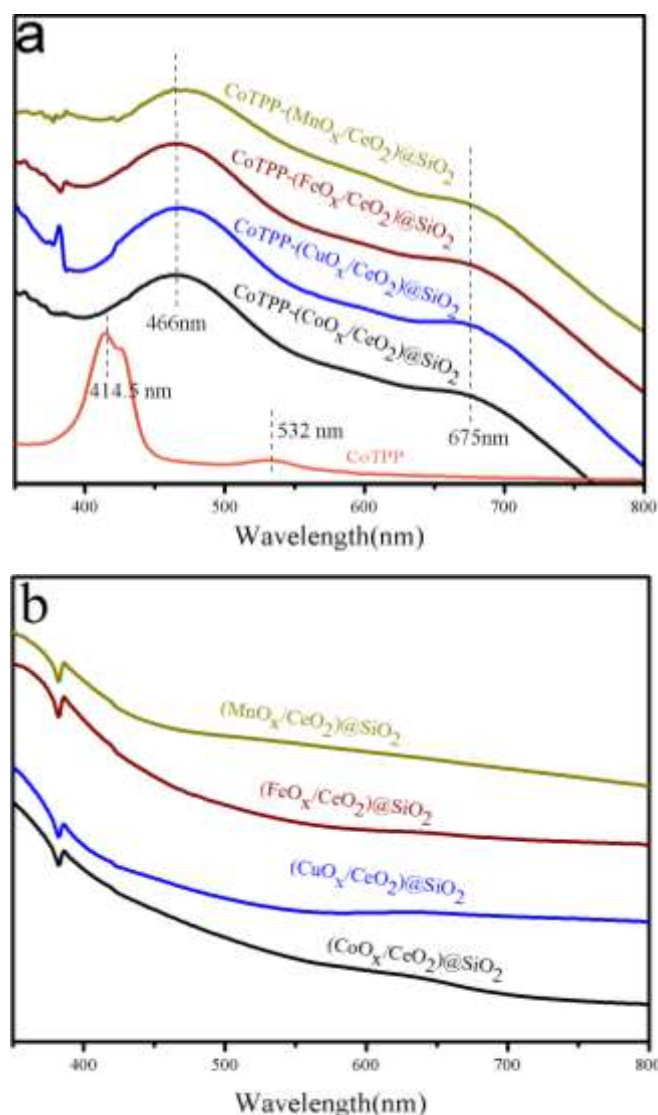 a
CoTPP-(MnOx/CeO2)@SiO2
CoTPP-(FeOx/CeO2)@SiO2
CoTPP-(CuOx/CeO2)@SiO2
CoTPP-(CoOx/CeO2)@SiO2
466nm
414.5 nm
532 nm
675nm
CoTPP
400 500 600 700 800
Wavelength(nm)
b
(MnOx/CeO2)@SiO2
(FeOx/CeO2)@SiO2
(CuOx/CeO2)@SiO2
(CoOx/CeO2)@SiO2
400 500 600 700 800
Wavelength(nm)